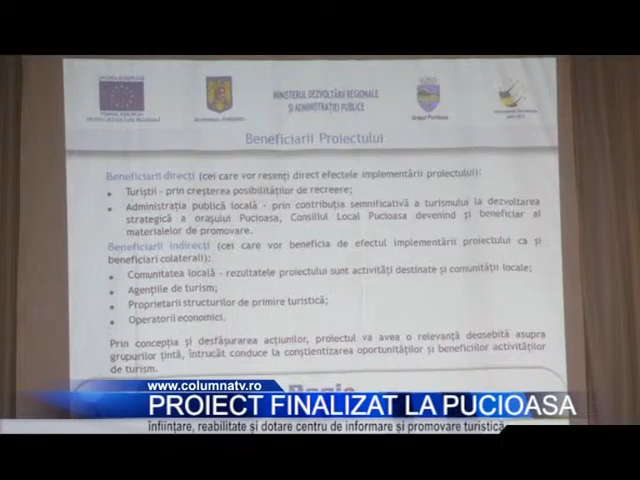 MINISTERUL DEZVOLTĂRII REGIONALE
ȘI ADMINISTRAȚIEI PUBLICE
Beneficiarii Proiectului
Beneficiarii direcți (cei care vor resimți direct efectele implementării proiectului):
• Turiștii - prin creșterea posibilităților de recreere;
• Administrația publică locală - prin contribuția semnificativă a turismului la dezvoltarea
strategică a orașului Pucioasa, Consiliul Local Pucioasa devenind și beneficiar al
materialelor de promovare.
Beneficiarii indirecți (cei care vor beneficia de efectul implementării proiectului ca și
beneficiari colaterali):
• Comunitatea locală - rezultatele proiectului sunt activități destinate și comunității locale;
• Agențiile de turism;
• Proprietarii structurilor de primire turistică;
• Operatorii economici.
Prin concepția și desfășurarea acțiunilor, proiectul va avea o relevanță deosebită asupra
grupurilor țintă, întrucât conduce la conștientizarea oportunităților și beneficiilor activităților
de turism.
www.columnatv.ro
PROIECT FINALIZAT LA PUCIOASA
înființare, reabilitate și dotare centru de informare și promovare turistică